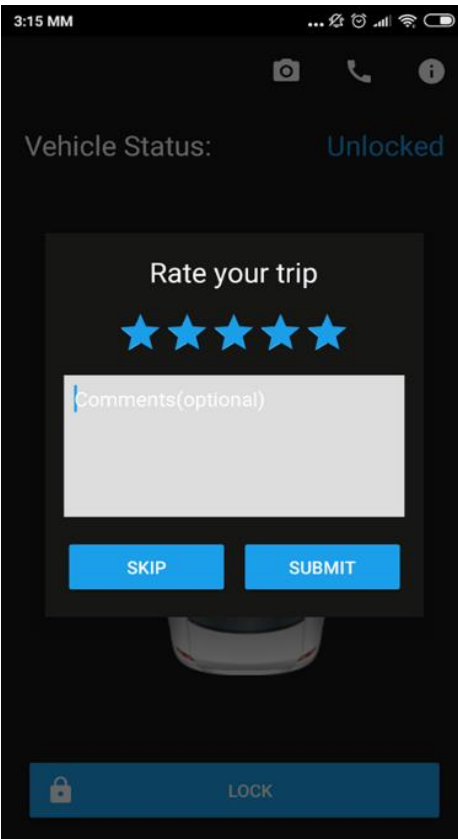 3:15 MM
Vehicle Status: Unlocked
Rate your trip
Comments(optional)
SKIP SUBMIT
LOCK